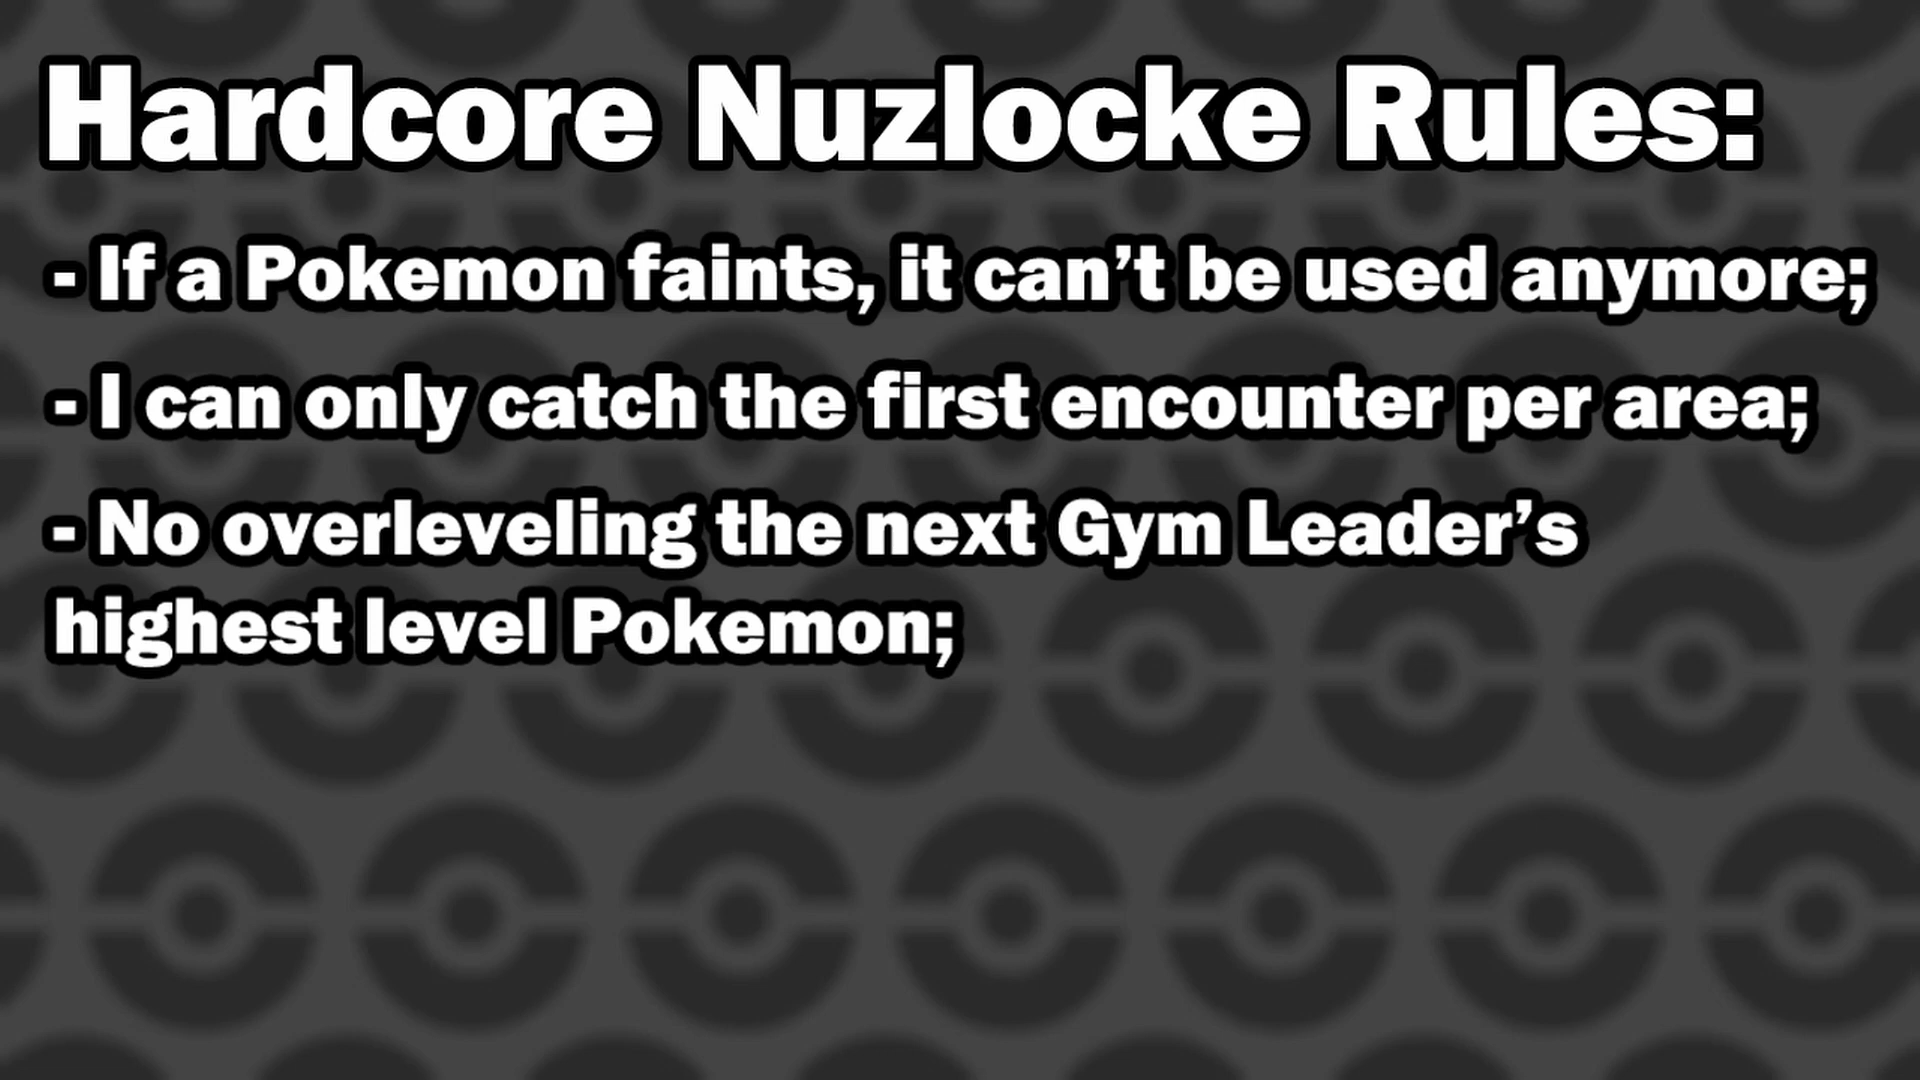 Hardcore Nuzlocke Rules:
- If a Pokemon faints, it can’t be used anymore;
- I can only catch the first encounter per area;
- No overleveling the next Gym Leader’s
highest level Pokemon;